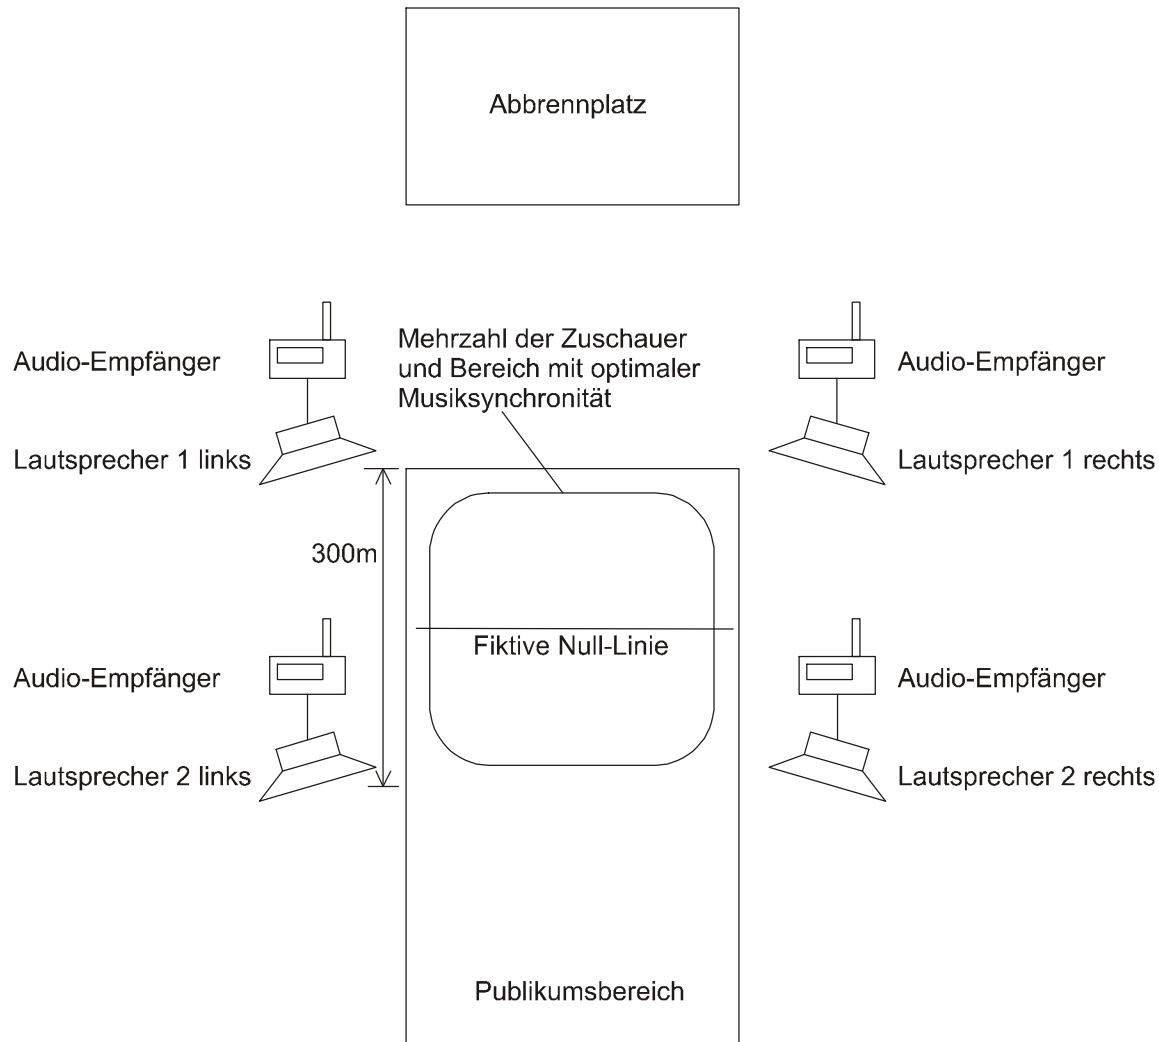 Abbrennplatz
Audio-Empfänger
Mehrzahl der Zuschauer
und Bereich mit optimaler
Musiksynchronität
Audio-Empfänger
Lautsprecher 1 links
Lautsprecher 1 rechts
300m
Fiktive Null-Linie
Audio-Empfänger
Audio-Empfänger
Lautsprecher 2 links
Lautsprecher 2 rechts
Publikumsbereich